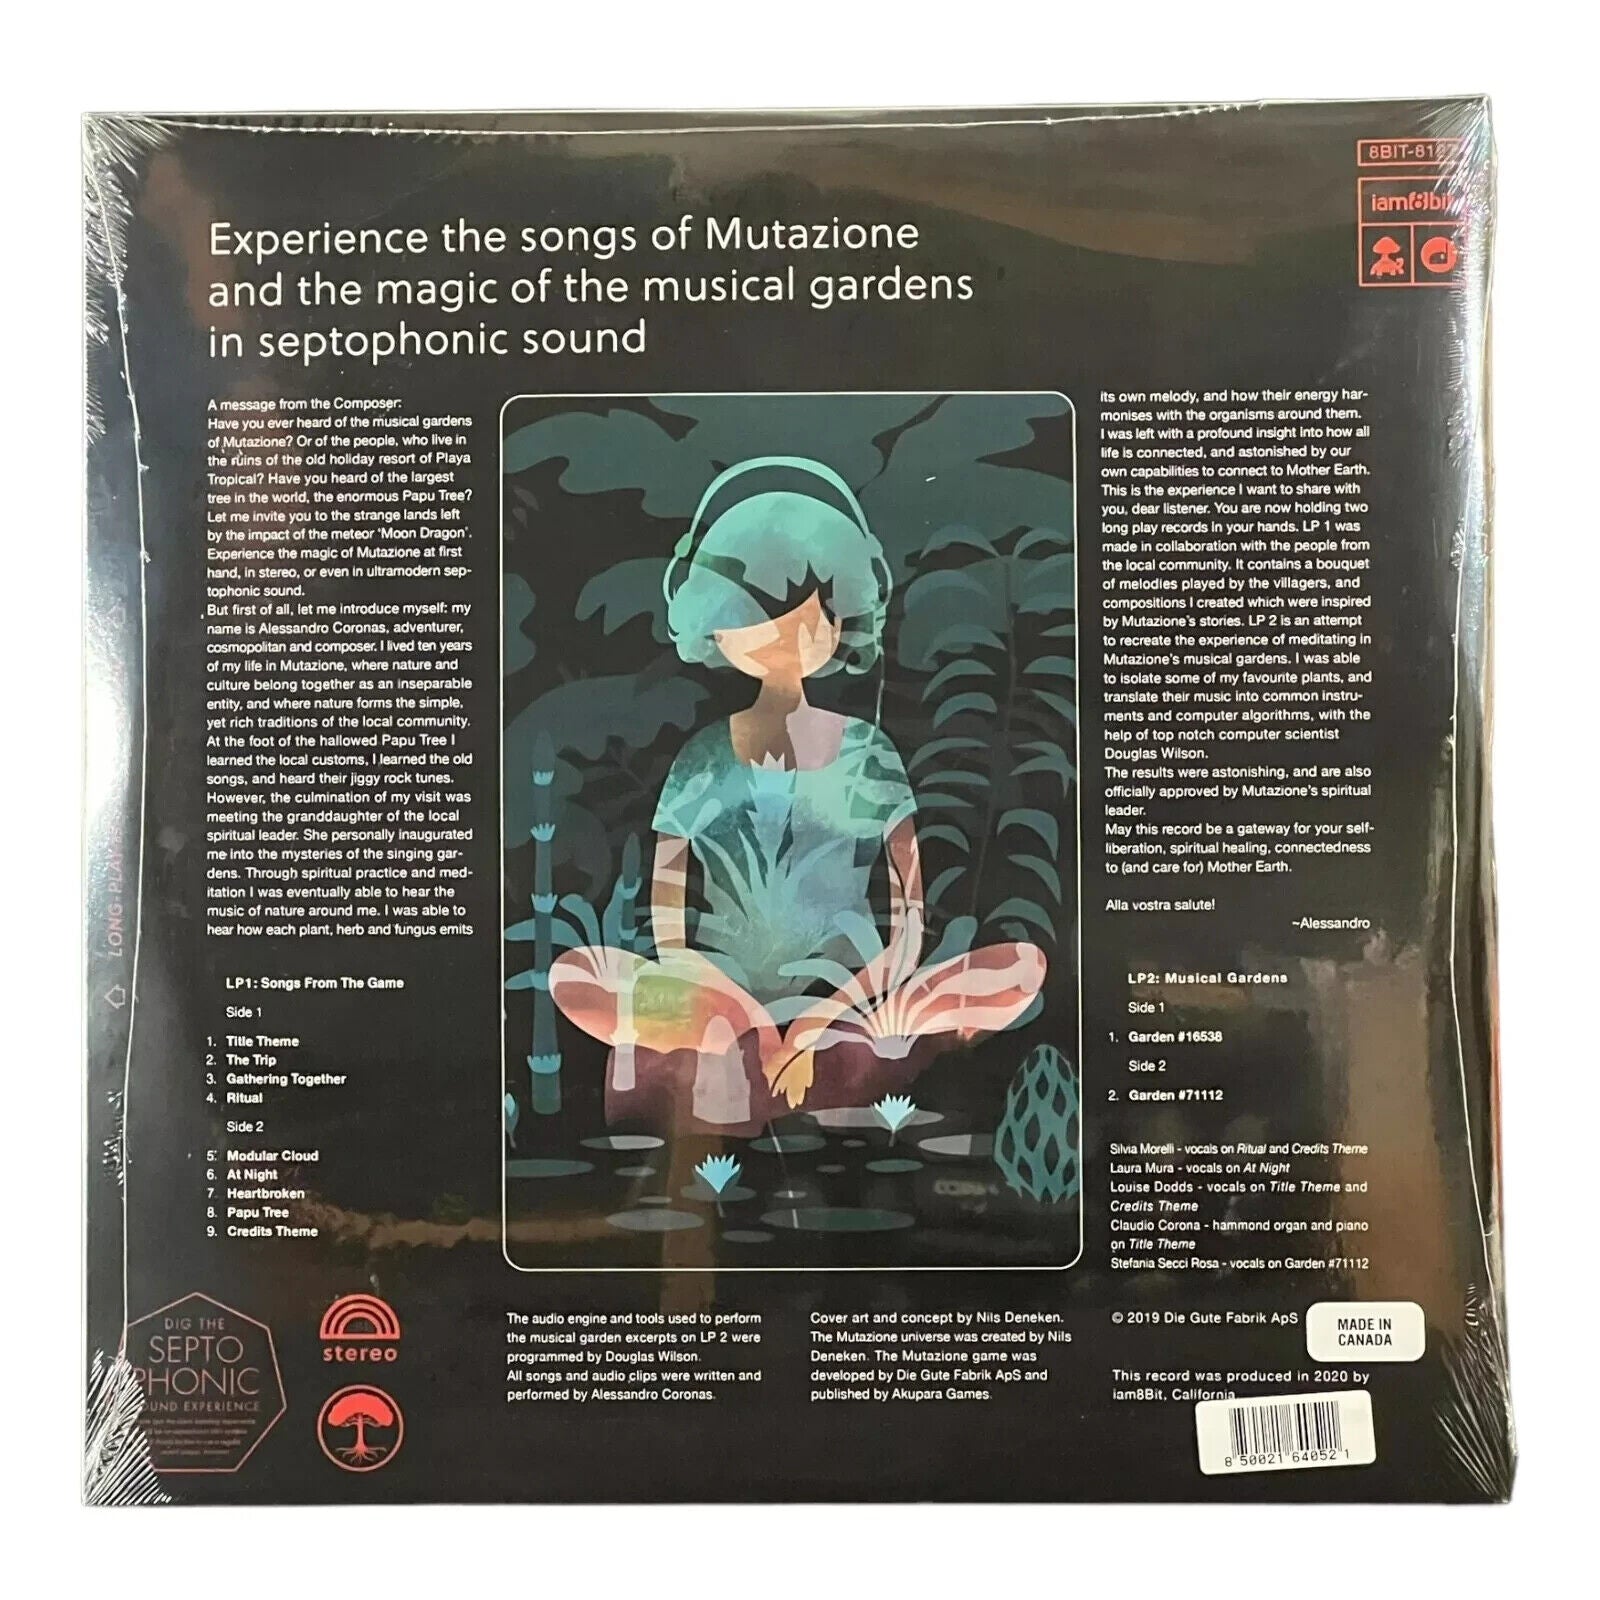 8BIT-81
iam8bit
Experience the songs of Mutazione
and the magic of the musical gardens
in septophonic sound
A message from the Composer:
Have you ever heard of the musical gardens
of Mutazione? Or of the people, who live in
the ruins of the old holiday resort of Playa
Tropical? Have you heard of the largest
tree in the world, the enormous Papu Tree?
Let me invite you to the strange lands left
by the impact of the meteor 'Moon Dragon'.
Experience the magic of Mutazione at first
hand, in stereo, or even in ultramodern sep-
tophonic sound.
But first of all, let me introduce myself: my
name is Alessandro Coronas, adventurer,
cosmopolitan and composer. I lived ten years
of my life in Mutazione, where nature and
culture belong together as an inseparable
entity, and where nature forms the simple,
yet rich traditions of the local community.
At the foot of the hallowed Papu Tree I
learned the local customs, I learned the old
songs, and heard their jiggy rock tunes.
However, the culmination of my visit was
meeting the granddaughter of the local
spiritual leader. She personally inaugurated
me into the mysteries of the singing gar-
dens. Through spiritual practice and med-
itation I was eventually able to hear the
music of nature around me. I was able to
hear how each plant, herb and fungus emits
its own melody, and how their energy har-
monises with the organisms around them.
I was left with a profound insight into how all
life is connected, and astonished by our
own capabilities to connect to Mother Earth.
This is the experience I want to share with
you, dear listener. You are now holding two
long play records in your hands. LP 1 was
made in collaboration with the people from
the local community. It contains a bouquet
of melodies played by the villagers, and
compositions I created which were inspired
by Mutazione's stories. LP 2 is an attempt
to recreate the experience of meditating in
Mutazione's musical gardens. I was able
to isolate some of my favourite plants, and
translate their music into common instru-
ments and computer algorithms, with the
help of top notch computer scientist
Douglas Wilson.
The results were astonishing, and are also
officially approved by Mutazione's spiritual
leader.
May this record be a gateway for your self-
liberation, spiritual healing, connectedness
to (and care for) Mother Earth.
Alla vostra salute!
~Alessandro
LONG-PLAY
LP1: Songs From The Game
Side 1
1. Title Theme
2. The Trip
3. Gathering Together
4. Ritual
Side 2
5. Modular Cloud
6. At Night
7. Heartbroken
8. Papu Tree
9. Credits Theme
LP2: Musical Gardens
Side 1
1. Garden #16538
Side 2
2. Garden #71112
Silvia Morelli - vocals on Ritual and Credits Theme
Laura Mura - vocals on At Night
Louise Dodds - vocals on Title Theme and
Credits Theme
Claudio Corona - hammond organ and piano
on Title Theme
Stefania Secci Rosa - vocals on Garden #71112
DIG THE
SEPTO
PHONIC
SOUND EXPERIENCE
stereo
The audio engine and tools used to perform
the musical garden excerpts on LP 2 were
programmed by Douglas Wilson.
All songs and audio clips were written and
performed by Alessandro Coronas.
Cover art and concept by Nils Deneken.
The Mutazione universe was created by Nils
Deneken. The Mutazione game was
developed by Die Gute Fabrik ApS and
published by Akupara Games.
© 2019 Die Gute Fabrik ApS
MADE IN
CANADA
This record was produced in 2020 by
iam8Bit, California
8 50021 64052 1